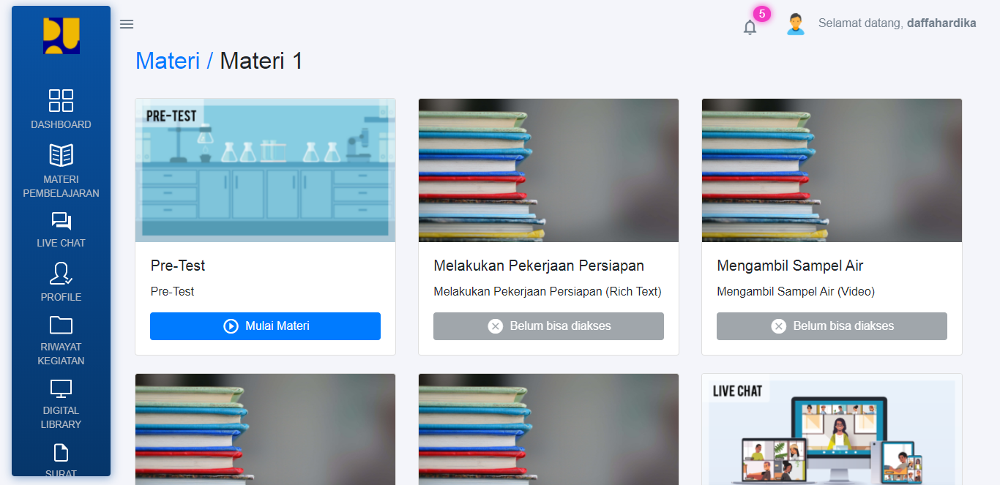 5
Selamat datang, daffahardika
Materi / Materi 1
DASHBOARD
MATERI
PEMBELAJARAN
LIVE CHAT
PROFILE
RIWAYAT
KEGIATAN
DIGITAL
LIBRARY
SURAT
PRE-TEST
Pre-Test
Pre-Test
Mulai Materi
Melakukan Pekerjaan Persiapan
Melakukan Pekerjaan Persiapan (Rich Text)
Belum bisa diakses
Mengambil Sampel Air
Mengambil Sampel Air (Video)
Belum bisa diakses
LIVE CHAT